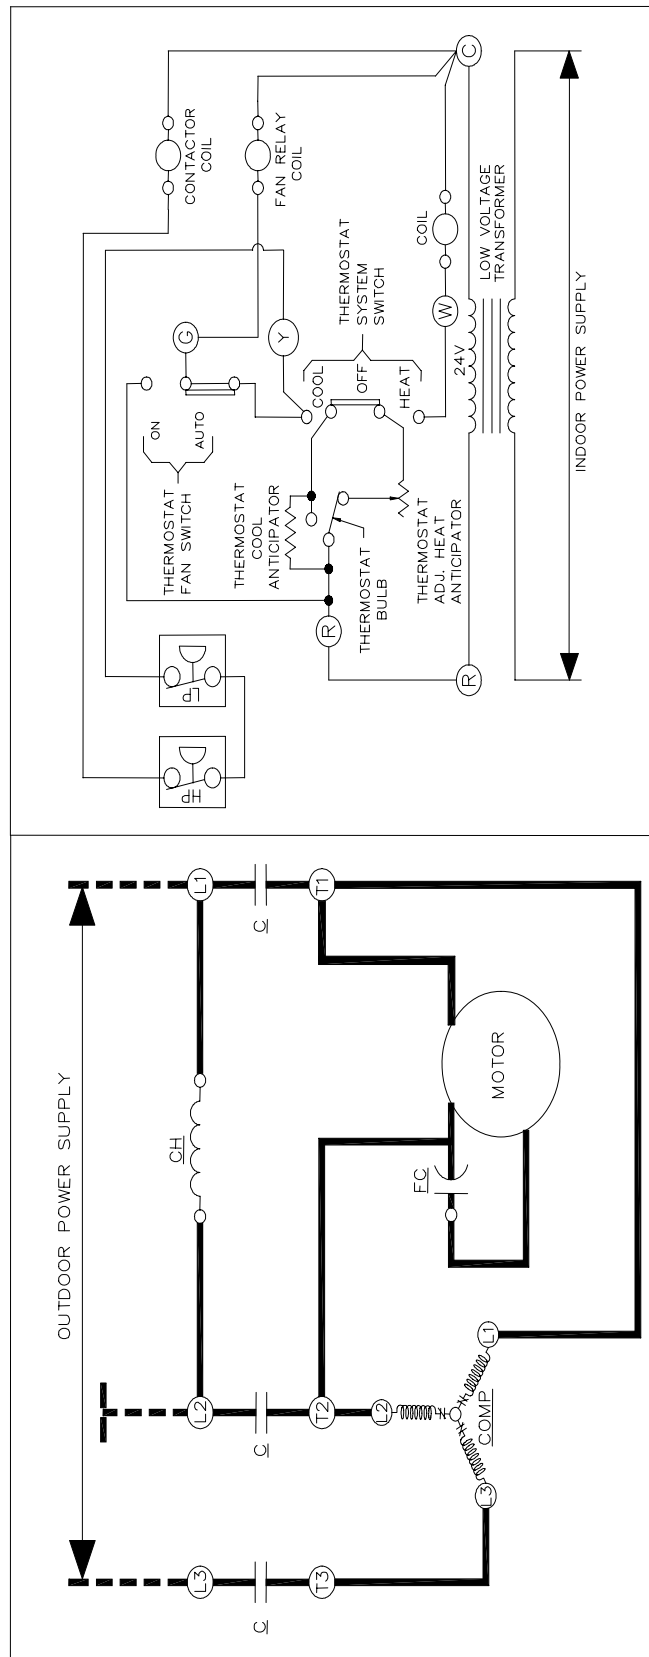 OUTDOOR POWER SUPPLY
L3
L2
L1
CH
C
C
C
T3
T2
T1
FC
MOTOR
L2
L3
L1
COMP
HP
LP
CONTACTOR
COIL
FAN RELAY
COIL
THERMOSTAT
FAN SWITCH
ON
AUTO
G
Y
THERMOSTAT
COOL
ANTICIPATOR
THERMOSTAT
SYSTEM
SWITCH
COOL
OFF
HEAT
R
THERMOSTAT
BULB
THERMOSTAT
ADJ. HEAT
ANTICIPATOR
COIL
W
C
R
24V
LOW VOLTAGE
TRANSFORMER
INDOOR POWER SUPPLY